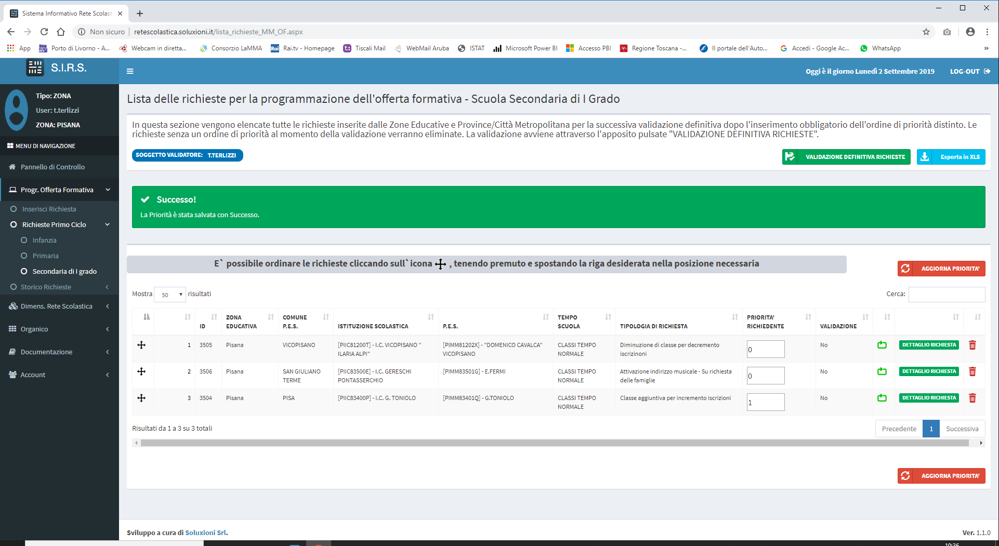 Sistema Informativo Rete Scolast
Non sicuro
retescolastica.soluxioni.it/lista_richieste_MM_OF.aspx
App
Porto di Livorno - A...
Webcam in diretta...
Consorzio LaMMA
Rai.tv - Homepage
Tiscali Mail
WebMail Aruba
ISTAT
Microsoft Power BI
Accesso PBI
Regione Toscana -...
Il portale dell'Auto...
Accedi - Google Ac...
WhatsApp
»
S.I.R.S.
Oggi è il giorno Lunedì 2 Settembre 2019
LOG-OUT
Tipo: ZONA
User: t.terlizzi
ZONA: PISANA
MENU DI NAVIGAZIONE
Pannello di Controllo
Progr. Offerta Formativa
Inserisci Richiesta
Richieste Primo Ciclo
Infanzia
Primaria
Secondaria di I grado
Storico Richieste
Dimens. Rete Scolastica
Organico
Documentazione
Account
Lista delle richieste per la programmazione dell'offerta formativa - Scuola Secondaria di I Grado
In questa sezione vengono elencate tutte le richieste inserite dalle Zone Educative e Province/Città Metropolitana per la successiva validazione definitiva dopo l'inserimento obbligatorio dell'ordine di priorità distinto. Le
richieste senza un ordine di priorità al momento della validazione verranno eliminate. La validazione avviene attraverso l'apposito pulsate "VALIDAZIONE DEFINITIVA RICHIESTE".
SOGGETTO VALIDATORE: T.TERLIZZI
VALIDAZIONE DEFINITIVA RICHIESTE
Esporta in XLS
Successo!
La Priorità è stata salvata con Successo.
E` possibile ordinare le richieste cliccando sull`icona , tenendo premuto e spostando la riga desiderata nella posizione necessaria
AGGIORNA PRIORITA'
Mostra 50 risultati
Cerca:
ID
ZONA
EDUCATIVA
COMUNE
P.E.S.
ISTITUZIONE SCOLASTICA
P.E.S.
TEMPO
SCUOLA
TIPOLOGIA DI RICHIESTA
PRIORITA'
RICHIEDENTE
VALIDAZIONE
1
3505
Pisana
VICOPISANO
[PIIC81200T] - I.C. VICOPISANO "
ILARIA ALPI"
[PIMM81202X] - "DOMENICO CAVALCA"
VICOPISANO
CLASSI TEMPO
NORMALE
Diminuzione di classe per decremento
iscrizinoni
0
No
DETTAGLIO RICHIESTA
2
3506
Pisana
SAN GIULIANO
TERME
[PIIC83500E] - I.C. GERESCHI
PONTASSERCHIO
[PIMM83501G] - E.FERMI
CLASSI TEMPO
NORMALE
Attivazione indirizzo musicale - Su richiesta
delle famiglie
0
No
DETTAGLIO RICHIESTA
3
3504
Pisana
PISA
[PIIC83400P] - I.C. G. TONIOLO
[PIMM83401Q] - G.TONIOLO
CLASSI TEMPO
NORMALE
Classe aggiuntiva per incremento iscrizioni
1
No
DETTAGLIO RICHIESTA
Risultati da 1 a 3 su 3 totali
Precedente
1
Successiva
AGGIORNA PRIORITA'
Sviluppo a cura di Soluxioni Srl.
Ver. 1.1.0